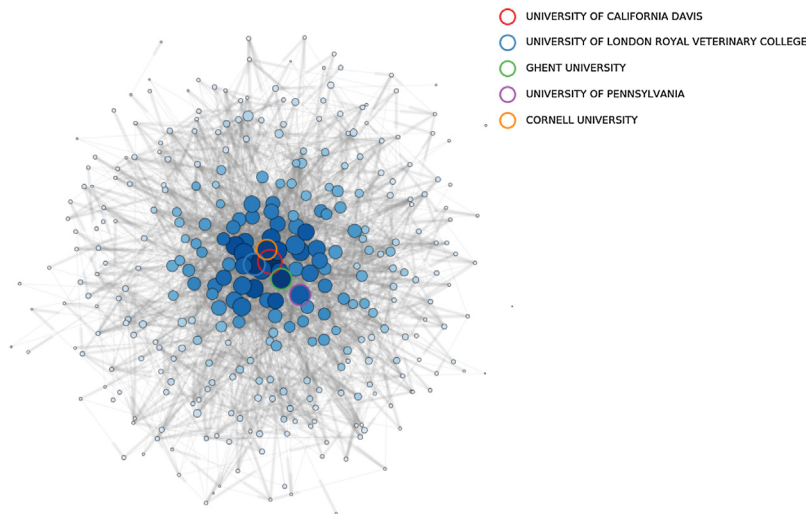 UNIVERSITY OF CALIFORNIA DAVIS
UNIVERSITY OF LONDON ROYAL VETERINARY COLLEGE
GHENT UNIVERSITY
UNIVERSITY OF PENNSYLVANIA
CORNELL UNIVERSITY